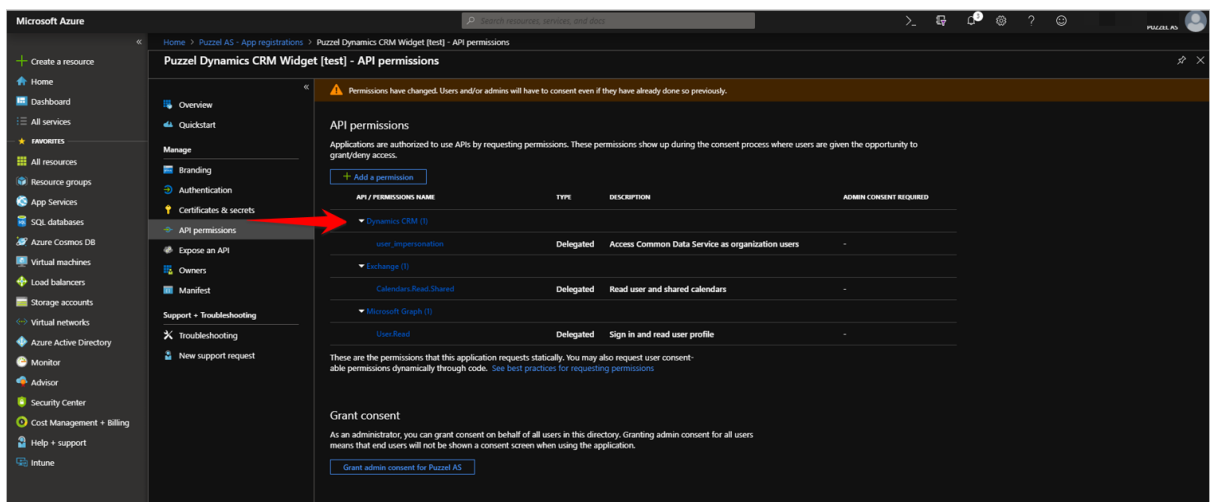 Microsoft Azure
Search resources, services, and docs
PUZZEL AS
Home > Puzzel AS - App registrations > Puzzel Dynamics CRM Widget [test] - API permissions
Puzzel Dynamics CRM Widget [test] - API permissions
Create a resource
Home
Dashboard
All services
FAVORITES
All resources
Resource groups
App Services
SQL databases
Azure Cosmos DB
Virtual machines
Load balancers
Storage accounts
Virtual networks
Azure Active Directory
Monitor
Advisor
Security Center
Cost Management + Billing
Help + support
Intune
Overview
Quickstart
Manage
Branding
Authentication
Certificates & secrets
API permissions
Expose an API
Owners
Manifest
Support + Troubleshooting
Troubleshooting
New support request
Permissions have changed. Users and/or admins will have to consent even if they have already done so previously.
API permissions
Applications are authorized to use APIs by requesting permissions. These permissions show up during the consent process where users are given the opportunity to
grant/deny access.
+ Add a permission
API / PERMISSIONS NAME TYPE DESCRIPTION ADMIN CONSENT REQUIRED
Dynamics CRM (1)
user_impersonation Delegated Access Common Data Service as organization users -
Exchange (1)
Calendars.Read.Shared Delegated Read user and shared calendars -
Microsoft Graph (1)
User.Read Delegated Sign in and read user profile -
These are the permissions that this application requests statically. You may also request user consent-
able permissions dynamically through code. See best practices for requesting permissions
Grant consent
As an administrator, you can grant consent on behalf of all users in this directory. Granting admin consent for all users
means that end users will not be shown a consent screen when using the application.
Grant admin consent for Puzzel AS